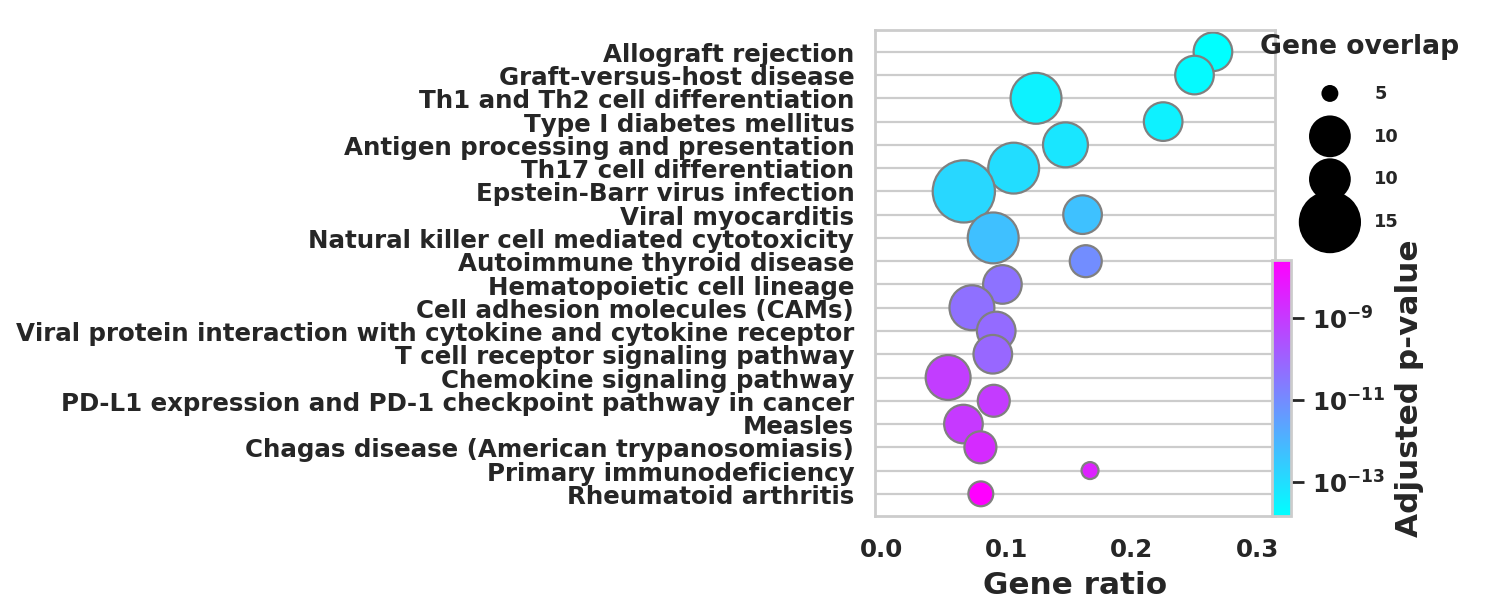 Allograft rejection
Graft-versus-host disease
Th1 and Th2 cell differentiation
Type I diabetes mellitus
Antigen processing and presentation
Th17 cell differentiation
Epstein-Barr virus infection
Viral myocarditis
Natural killer cell mediated cytotoxicity
Autoimmune thyroid disease
Hematopoietic cell lineage
Cell adhesion molecules (CAMs)
Viral protein interaction with cytokine and cytokine receptor
T cell receptor signaling pathway
Chemokine signaling pathway
PD-L1 expression and PD-1 checkpoint pathway in cancer
Measles
Chagas disease (American trypanosomiasis)
Primary immunodeficiency
Rheumatoid arthritis
0.0 0.1 0.2 0.3
Gene ratio
Gene overlap
5
10
10
15
10⁻⁹
10⁻¹¹
10⁻¹³
Adjusted p-value